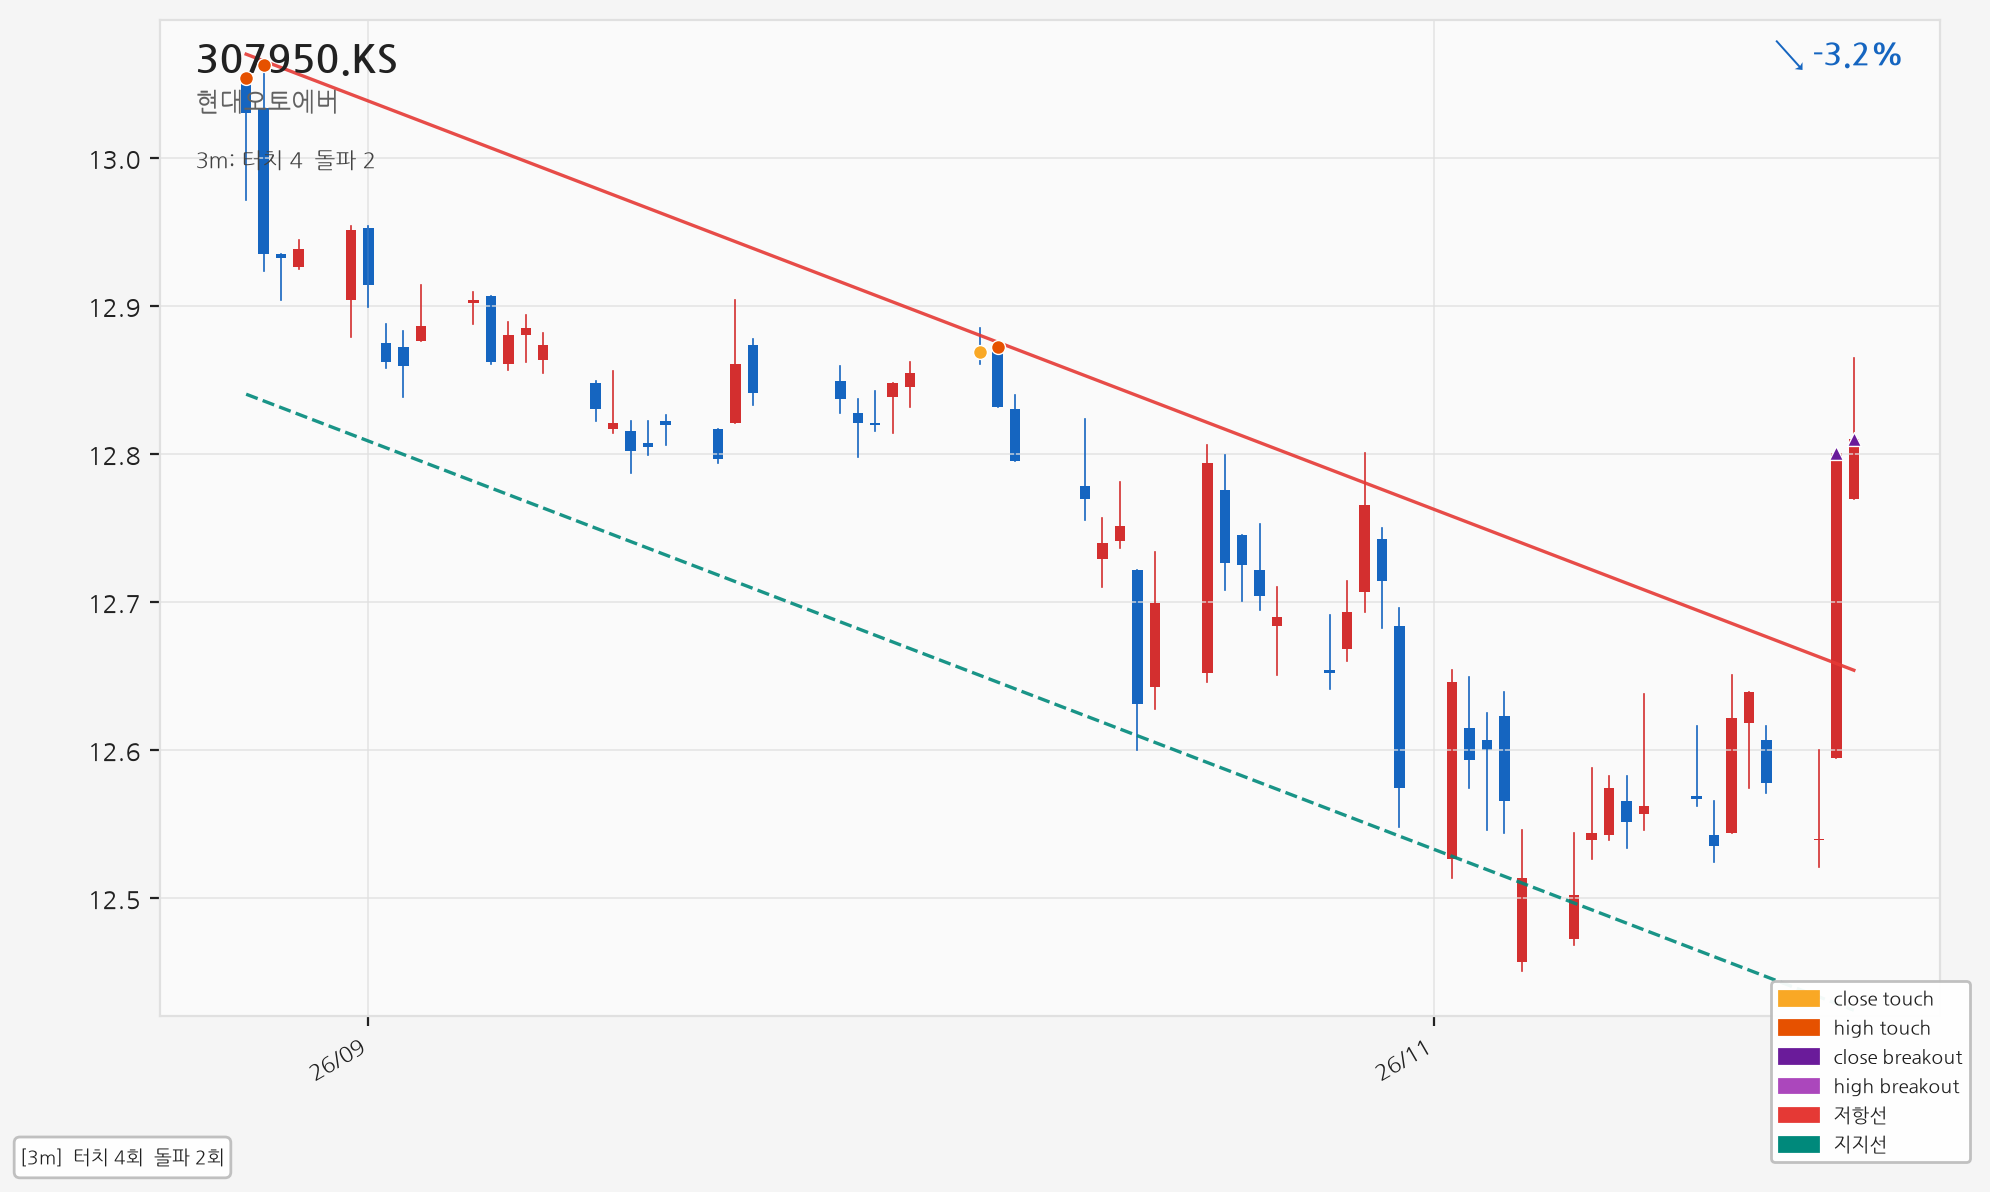 307950.KS
현대오토에버
3m: 터치 4 돌파 2
-3.2%
13.0
12.9
12.8
12.7
12.6
12.5
26/09
26/11
close touch
high touch
close breakout
high breakout
저항선
지지선
[3m] 터치 4회 돌파 2회